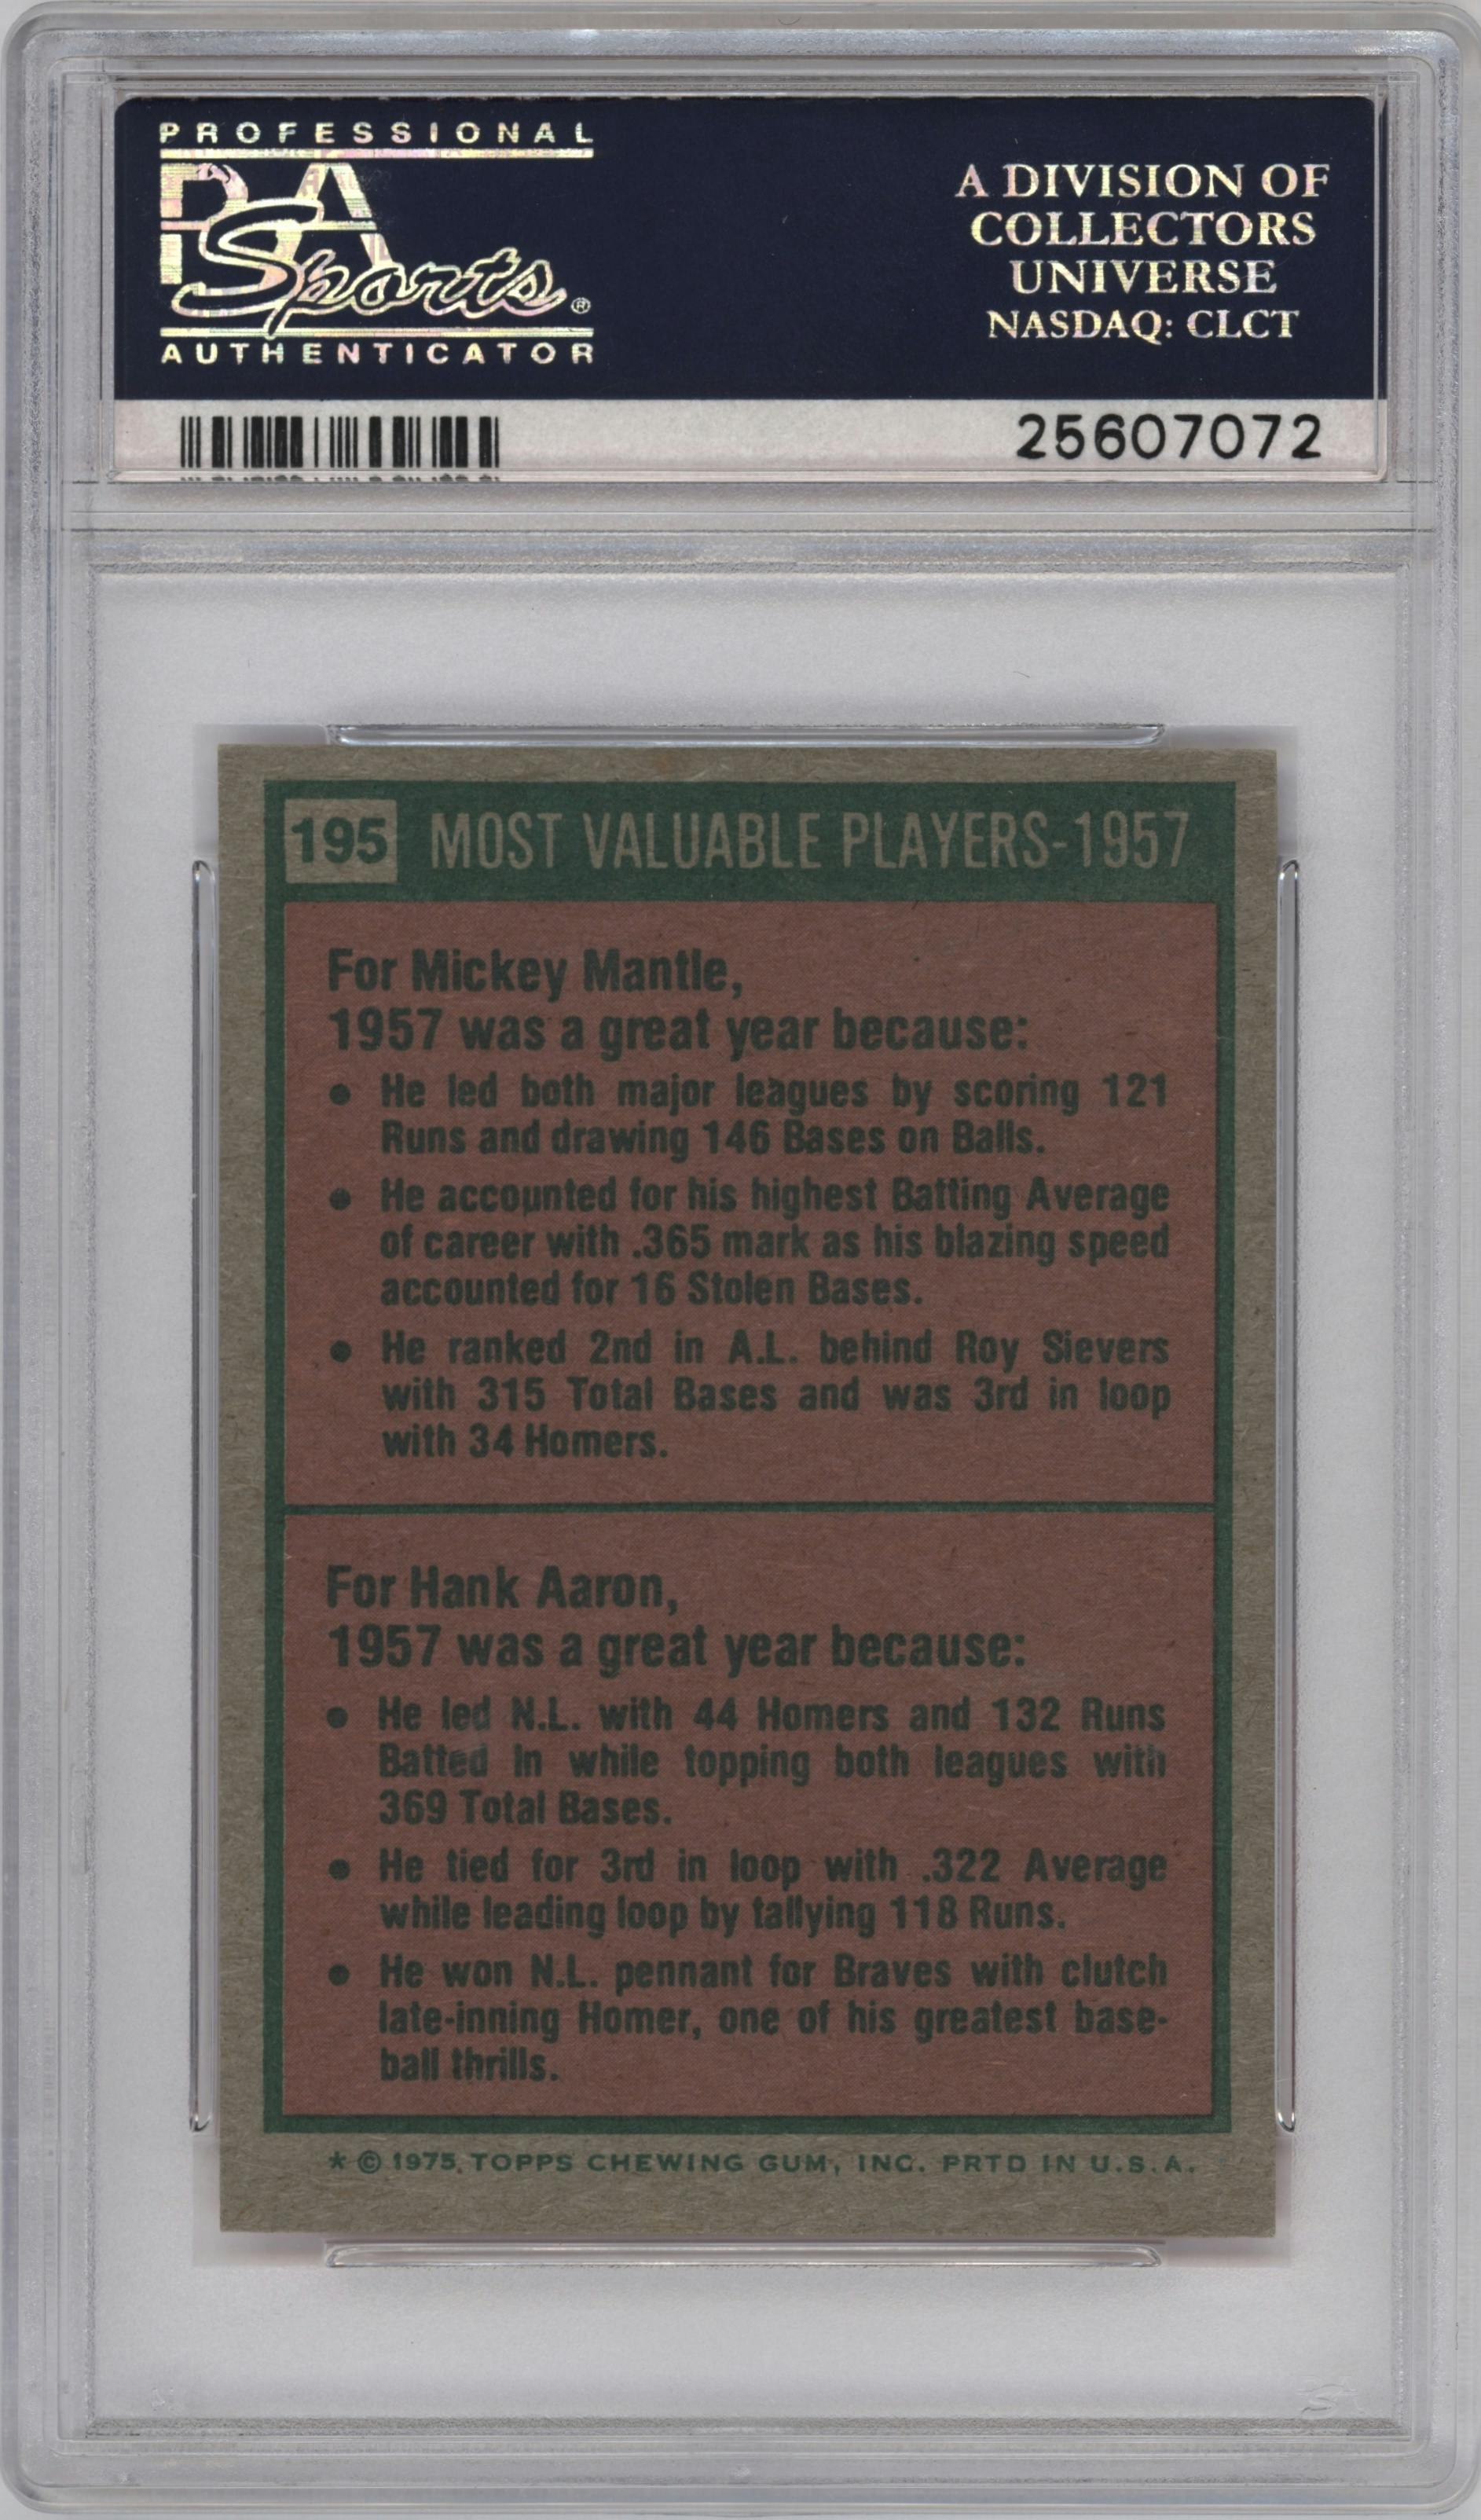 PROFESSIONAL
PSA
Sports®
AUTHENTICATOR
A DIVISION OF
COLLECTORS
UNIVERSE
NASDAQ: CLCT
25607072
195 MOST VALUABLE PLAYERS-1957
For Mickey Mantle,
1957 was a great year because:
● He led both major leagues by scoring 121
Runs and drawing 146 Bases on Balls.
● He accounted for his highest Batting Average
of career with .365 mark as his blazing speed
accounted for 16 Stolen Bases.
● He ranked 2nd in A.L. behind Roy Sievers
with 315 Total Bases and was 3rd in loop
with 34 Homers.
For Hank Aaron,
1957 was a great year because:
● He led N.L. with 44 Homers and 132 Runs
Batted In while topping both leagues with
369 Total Bases.
● He tied for 3rd in loop with .322 Average
while leading loop by tallying 118 Runs.
● He won N.L. pennant for Braves with clutch
late-inning Homer, one of his greatest base-
ball thrills.
* © 1975, TOPPS CHEWING GUM, INC. PRTD IN U.S.A.